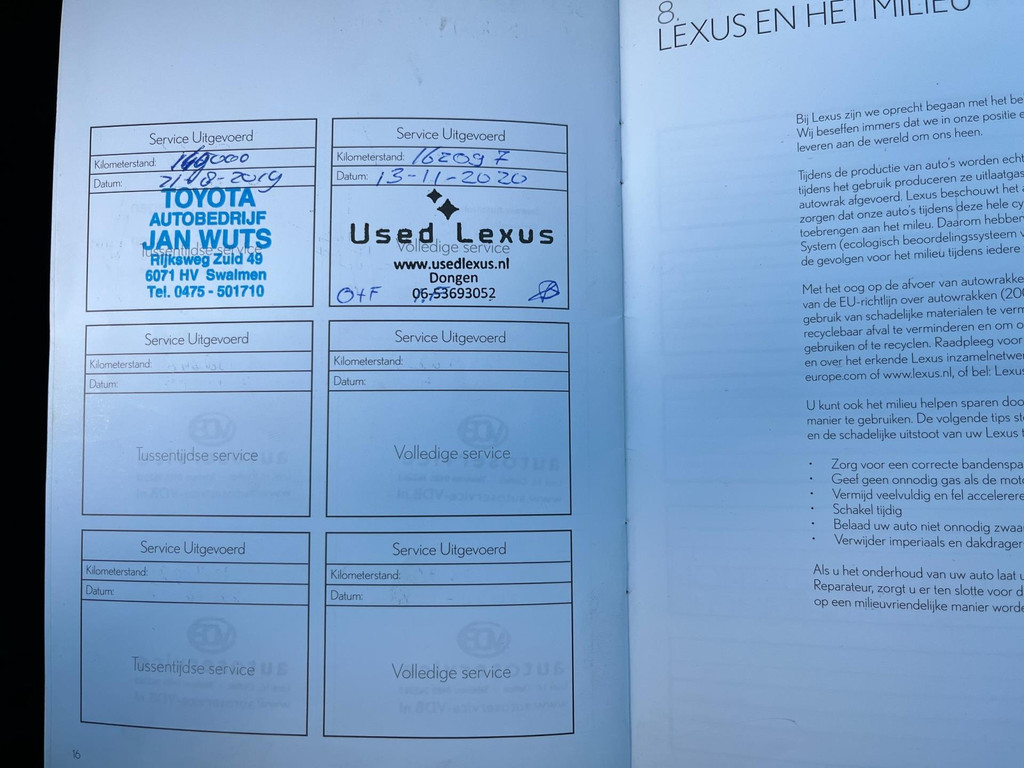 Service Uitgevoerd
Kilometerstand: 149000
Datum: 21-8-2019
Tussentijdse service
TOYOTA
AUTOBEDRIJF
JAN WUTS
Rijksweg Zuid 49
6071 HV Swalmen
Tel. 0475 - 501710
Service Uitgevoerd
Kilometerstand: 162097
Datum: 13-11-2020
Used Lexus
Volledige service
www.usedlexus.nl
Dongen
06-53693052
O+F
Service Uitgevoerd
Kilometerstand:
Datum:
Tussentijdse service
Service Uitgevoerd
Kilometerstand:
Datum:
Volledige service
Service Uitgevoerd
Kilometerstand:
Datum:
Tussentijdse service
Service Uitgevoerd
Kilometerstand:
Datum:
Volledige service
16
8.
LEXUS EN HET MILIEU
Bij Lexus zijn we oprecht begaan met het be
Wij beseffen immers dat we in onze positie e
leveren aan de wereld om ons heen.
Tijdens de productie van auto's worden echt
tijdens het gebruik produceren ze uitlaatgas
autowrak afgevoerd. Lexus beschouwt het a
zorgen dat onze auto's tijdens deze hele cy
toebrengen aan het milieu. Daarom hebben
System (ecologisch beoordelingssysteem v
de gevolgen voor het milieu tijdens iedere
Met het oog op de afvoer van autowrakke
van de EU-richtlijn over autowrakken (200
gebruik van schadelijke materialen te verm
recyclebaar afval te verminderen en om o
gebruiken of te recyclen. Raadpleeg voor
en over het erkende Lexus inzamelnetwe
europe.com of www.lexus.nl, of bel: Lexus
U kunt ook het milieu helpen sparen doo
manier te gebruiken. De volgende tips st
en de schadelijke uitstoot van uw Lexus t
• Zorg voor een correcte bandenspa
• Geef geen onnodig gas als de moto
• Vermijd veelvuldig en fel accelerere
• Schakel tijdig
• Belaad uw auto niet onnodig zwaa
• Verwijder imperiaals en dakdrager
Als u het onderhoud van uw auto laat u
Reparateur, zorgt u er ten slotte voor d
op een milieuvriendelijke manier worde